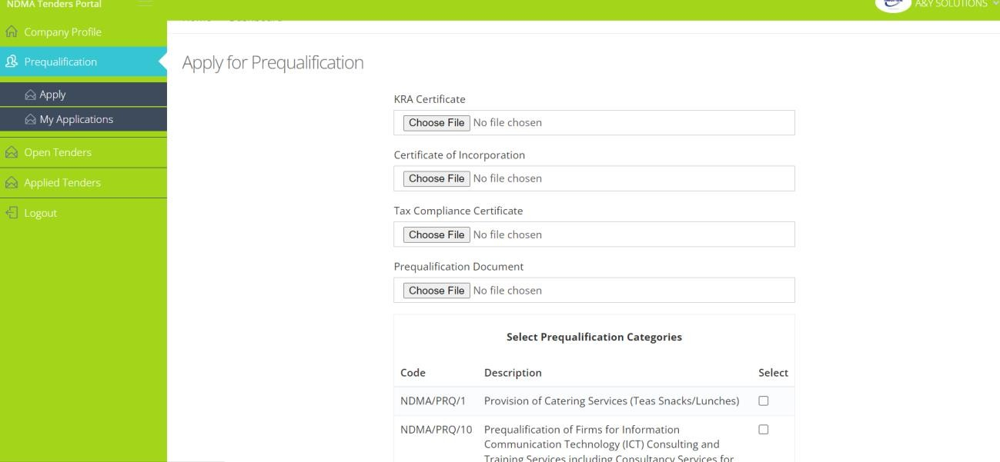 NDMA Tenders Portal
A&Y SOLUTIONS
Company Profile
Prequalification
Apply
My Applications
Open Tenders
Applied Tenders
Logout
Apply for Prequalification
KRA Certificate
Choose File No file chosen
Certificate of Incorporation
Choose File No file chosen
Tax Compliance Certificate
Choose File No file chosen
Prequalification Document
Choose File No file chosen
Select Prequalification Categories
Code Description Select
NDMA/PRQ/1 Provision of Catering Services (Teas Snacks/Lunches)
NDMA/PRQ/10 Prequalification of Firms for Information
Communication Technology (ICT) Consulting and
Training Services including Consultancy Services for